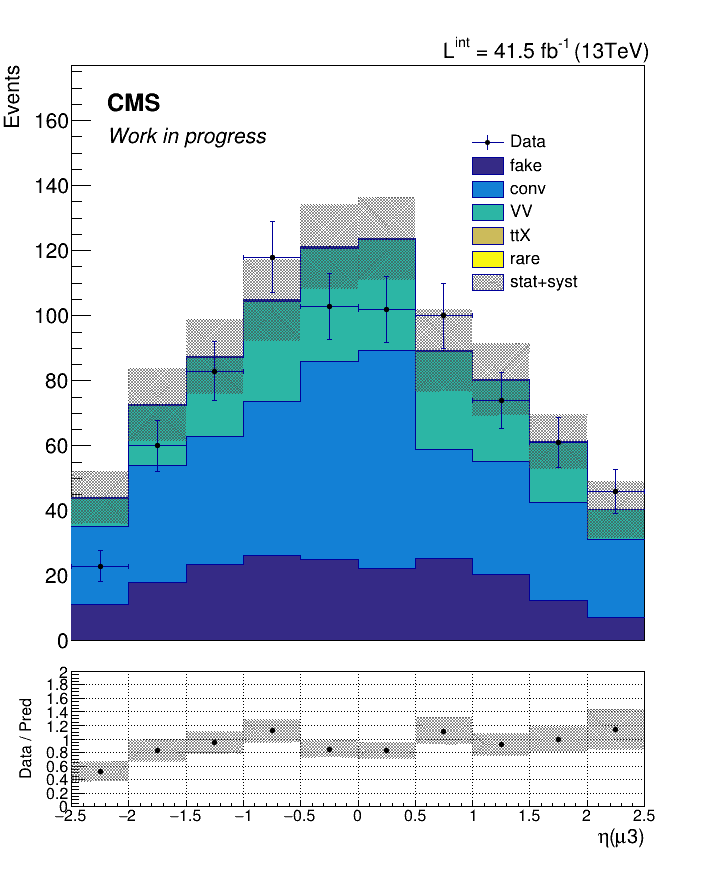 L^int = 41.5 fb^-1 (13TeV)
Events
CMS
Work in progress
160
140
120
100
80
60
40
20
0
Data
fake
conv
VV
ttX
rare
stat+syst
Data / Pred
2
1.8
1.6
1.4
1.2
1
0.8
0.6
0.4
0.2
0
−2.5 −2 −1.5 −1 −0.5 0 0.5 1 1.5 2 2.5
η(μ3)